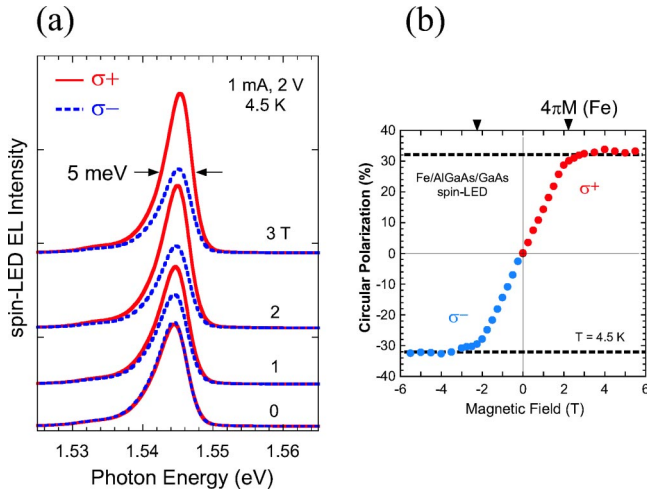 (a)
σ+
σ−
1 mA, 2 V
4.5 K
5 meV
3 T
2
1
0
spin-LED EL Intensity
1.53
1.54
1.55
1.56
Photon Energy (eV)
(b)
4πM (Fe)
40
30
20
10
0
-10
-20
-30
-40
Circular Polarization (%)
Fe/AlGaAs/GaAs
spin-LED
σ+
σ−
T = 4.5 K
-6
-4
-2
0
2
4
6
Magnetic Field (T)